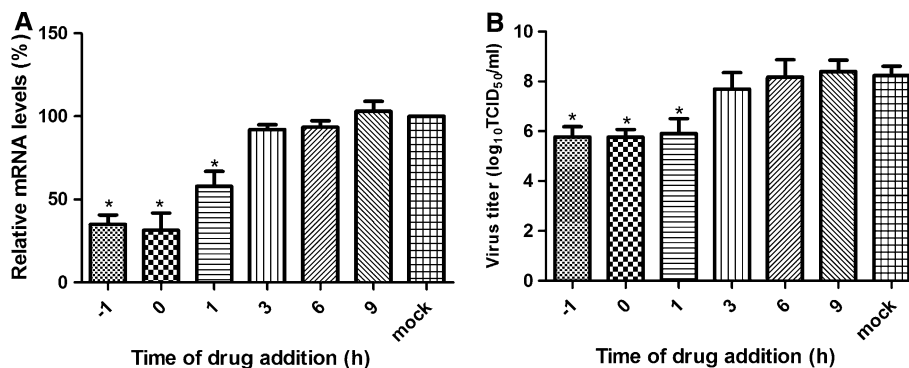 A
Relative mRNA levels (%)
150
100
50
0
* * *
-1 0 1 3 6 9 mock
Time of drug addition (h)
B
Virus titer (log10TCID50/ml)
10
8
6
4
2
0
* * *
-1 0 1 3 6 9 mock
Time of drug addition (h)